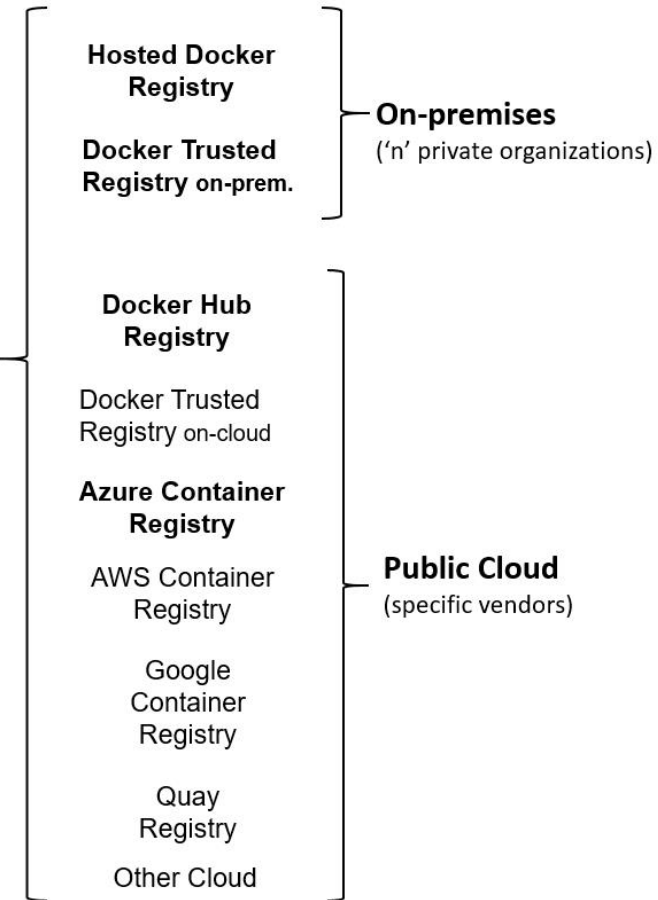 Hosted Docker
Registry
Docker Trusted
Registry on-prem.
On-premises
(‘n’ private organizations)
Docker Hub
Registry
Docker Trusted
Registry on-cloud
Azure Container
Registry
AWS Container
Registry
Google
Container
Registry
Quay
Registry
Other Cloud
Public Cloud
(specific vendors)